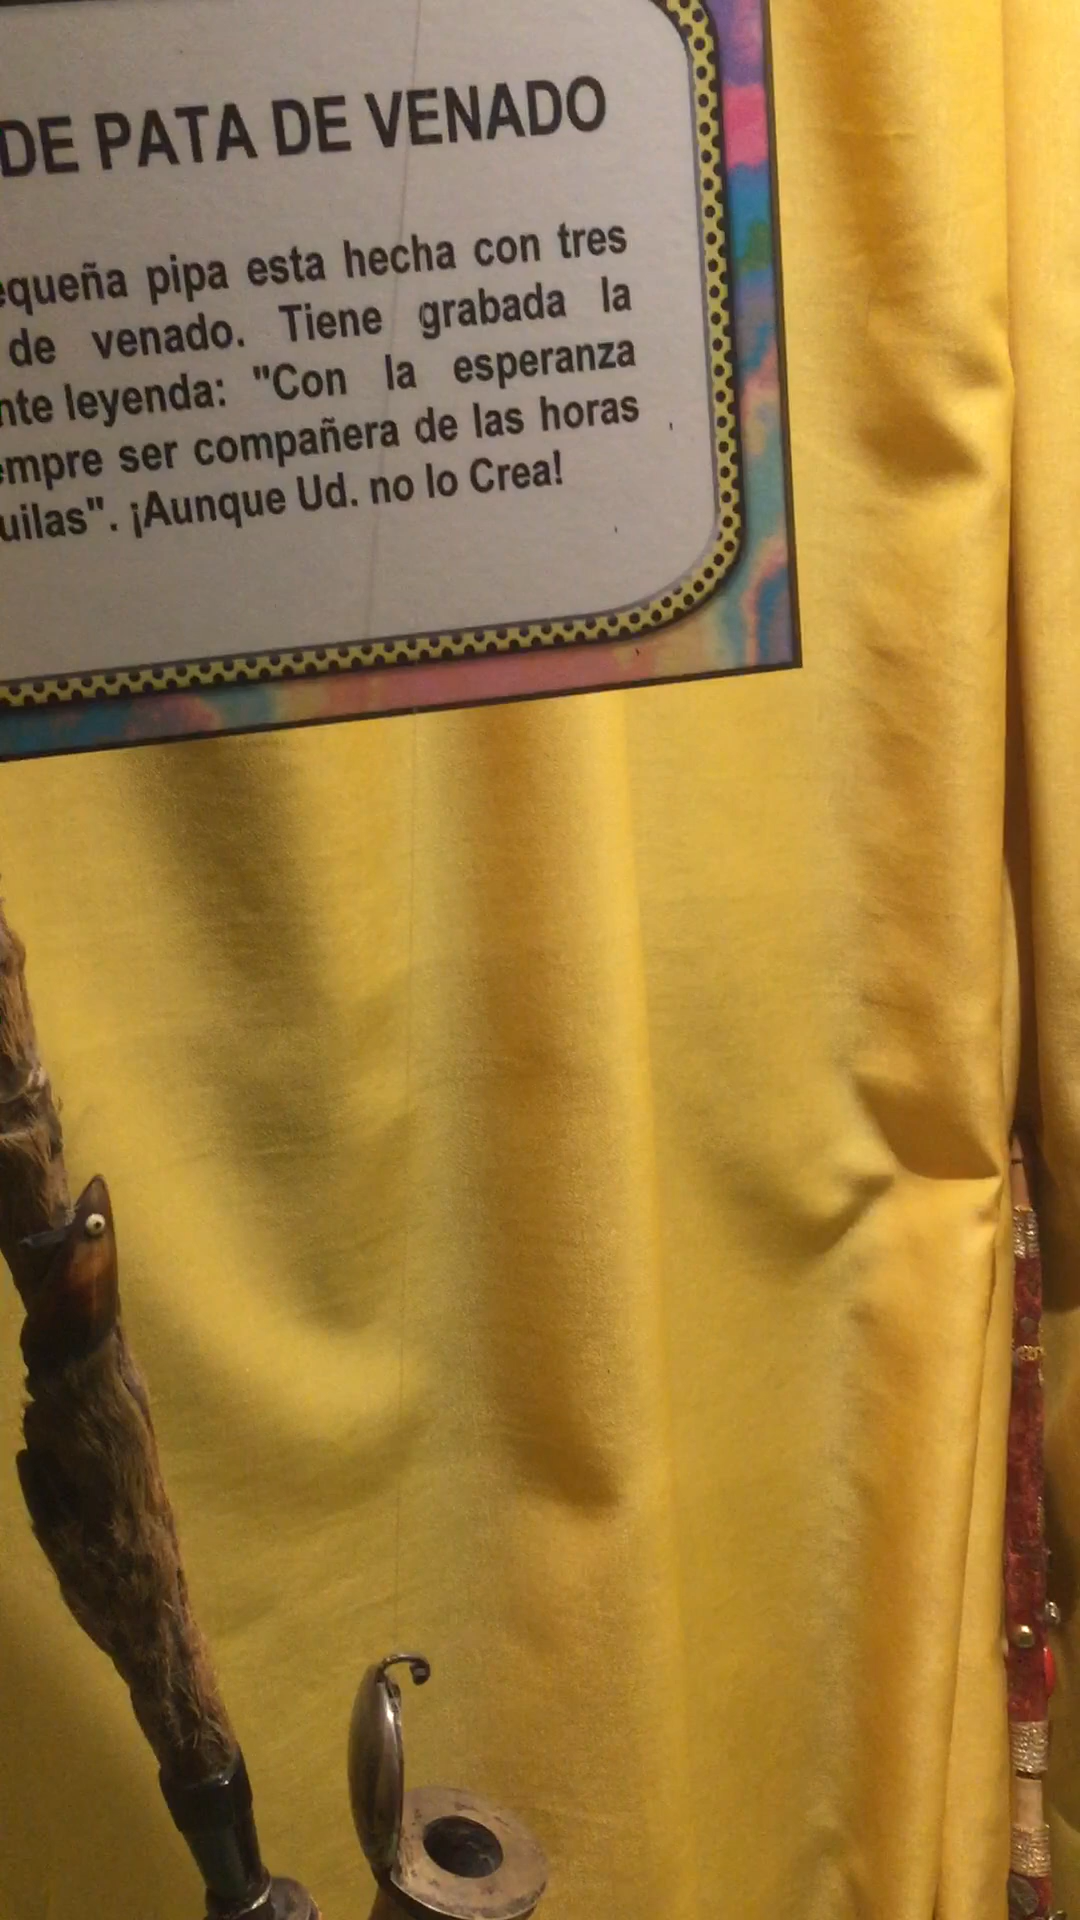 DE PATA DE VENADO
equeña pipa esta hecha con tres
de venado. Tiene grabada la
nte leyenda: "Con la esperanza
empre ser compañera de las horas
uilas". ¡Aunque Ud. no lo Crea!